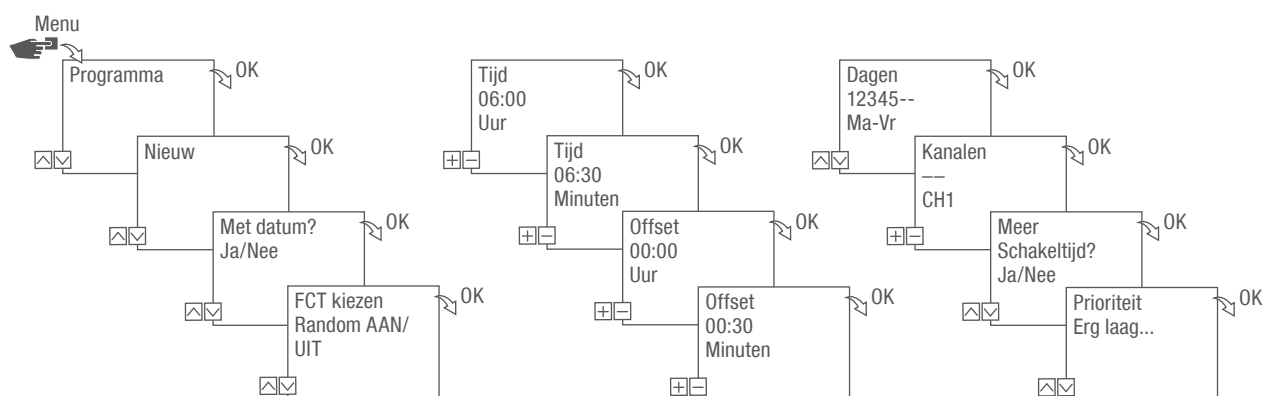 Menu
Programma
OK
Nieuw
OK
Met datum?
Ja/Nee
OK
FCT kiezen
Random AAN/
UIT
OK
Tijd
06:00
Uur
OK
+ −
Tijd
06:30
Minuten
OK
+ −
Offset
00:00
Uur
OK
+ −
Offset
00:30
Minuten
OK
+ −
Dagen
12345--
Ma-Vr
OK
Kanalen
––
CH1
OK
+ −
Meer
Schakeltijd?
Ja/Nee
OK
Prioriteit
Erg laag...
OK